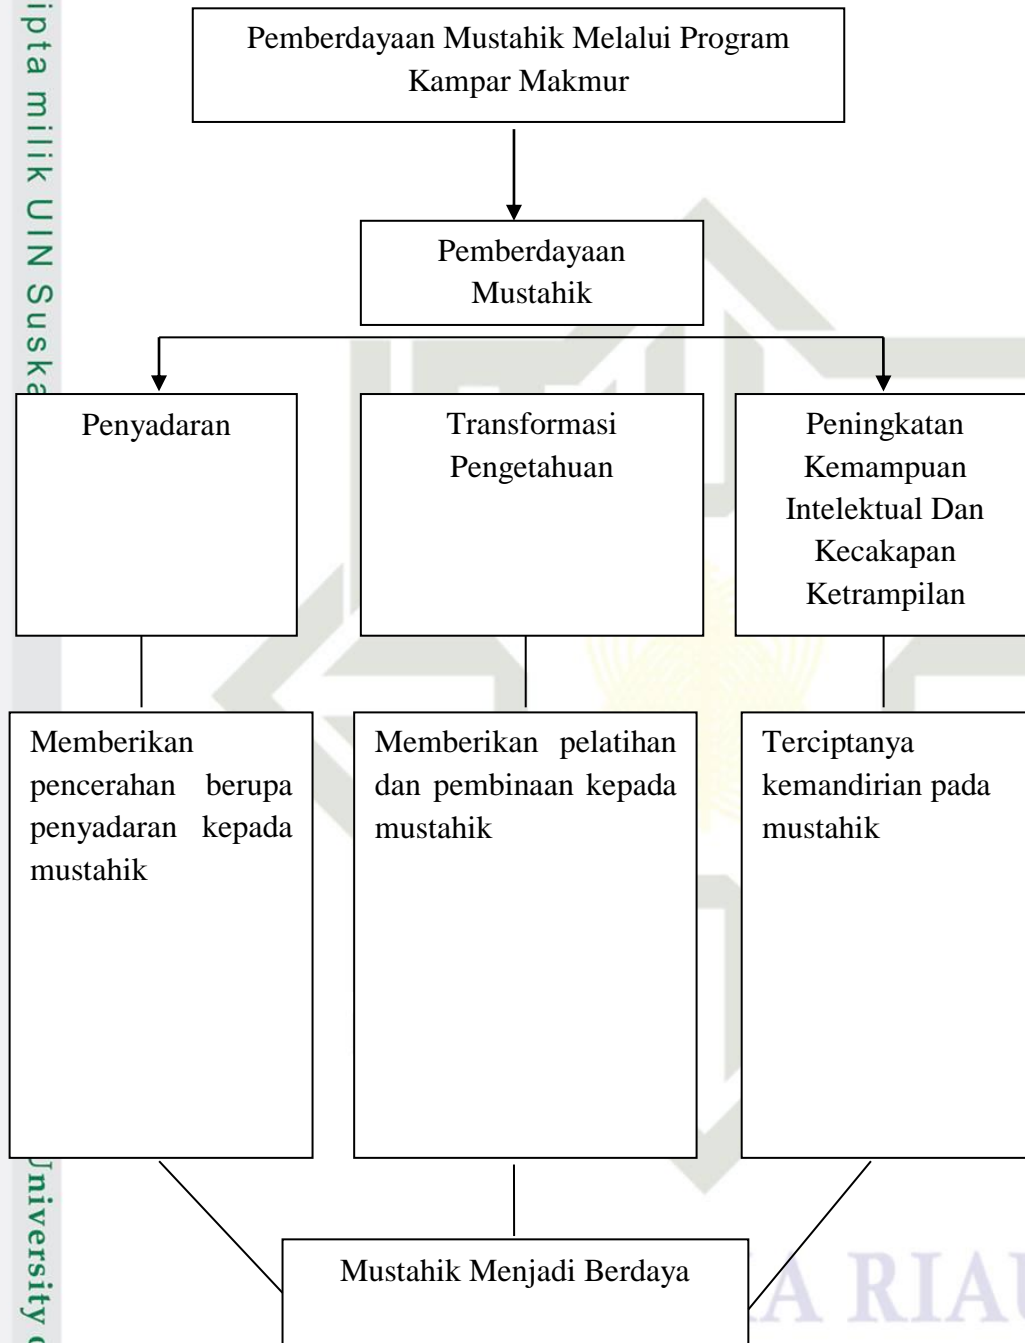 ipta milik UIN Suska
Pemberdayaan Mustahik Melalui Program
Kampar Makmur
Pemberdayaan
Mustahik
Penyadaran
Transformasi
Pengetahuan
Peningkatan
Kemampuan
Intelektual Dan
Kecakapan
Ketrampilan
Memberikan
pencerahan berupa
penyadaran kepada
mustahik
Memberikan pelatihan
dan pembinaan kepada
mustahik
Terciptanya
kemandirian pada
mustahik
Mustahik Menjadi Berdaya
University
RIAU